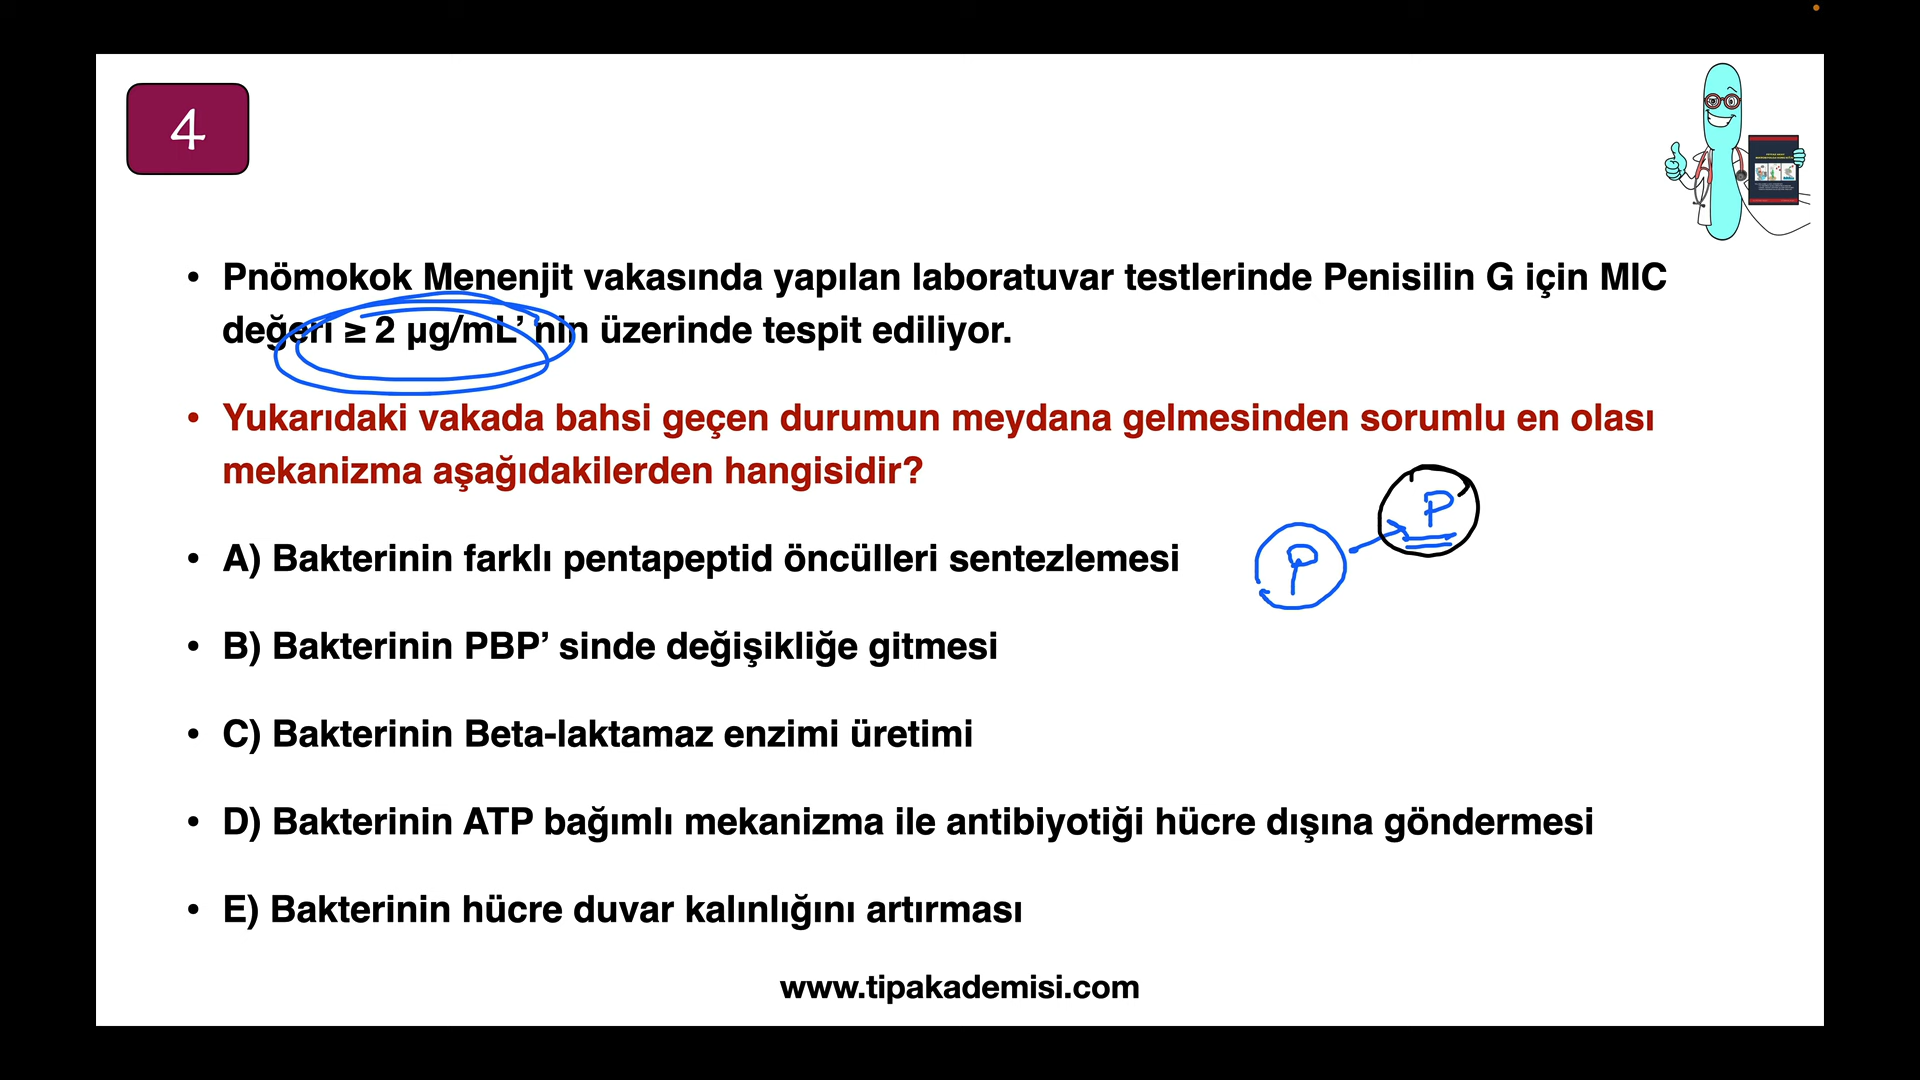 4
• Pnömokok Menenjit vakasında yapılan laboratuvar testlerinde Penisilin G için MIC
değeri ≥ 2 µg/mL’ nin üzerinde tespit ediliyor.
• Yukarıdaki vakada bahsi geçen durumun meydana gelmesinden sorumlu en olası
mekanizma aşağıdakilerden hangisidir?
P
P
• A) Bakterinin farklı pentapeptid öncülleri sentezlemesi
• B) Bakterinin PBP’ sinde değişikliğe gitmesi
• C) Bakterinin Beta-laktamaz enzimi üretimi
• D) Bakterinin ATP bağımlı mekanizma ile antibiyotiği hücre dışına göndermesi
• E) Bakterinin hücre duvar kalınlığını artırması
www.tipakademisi.com